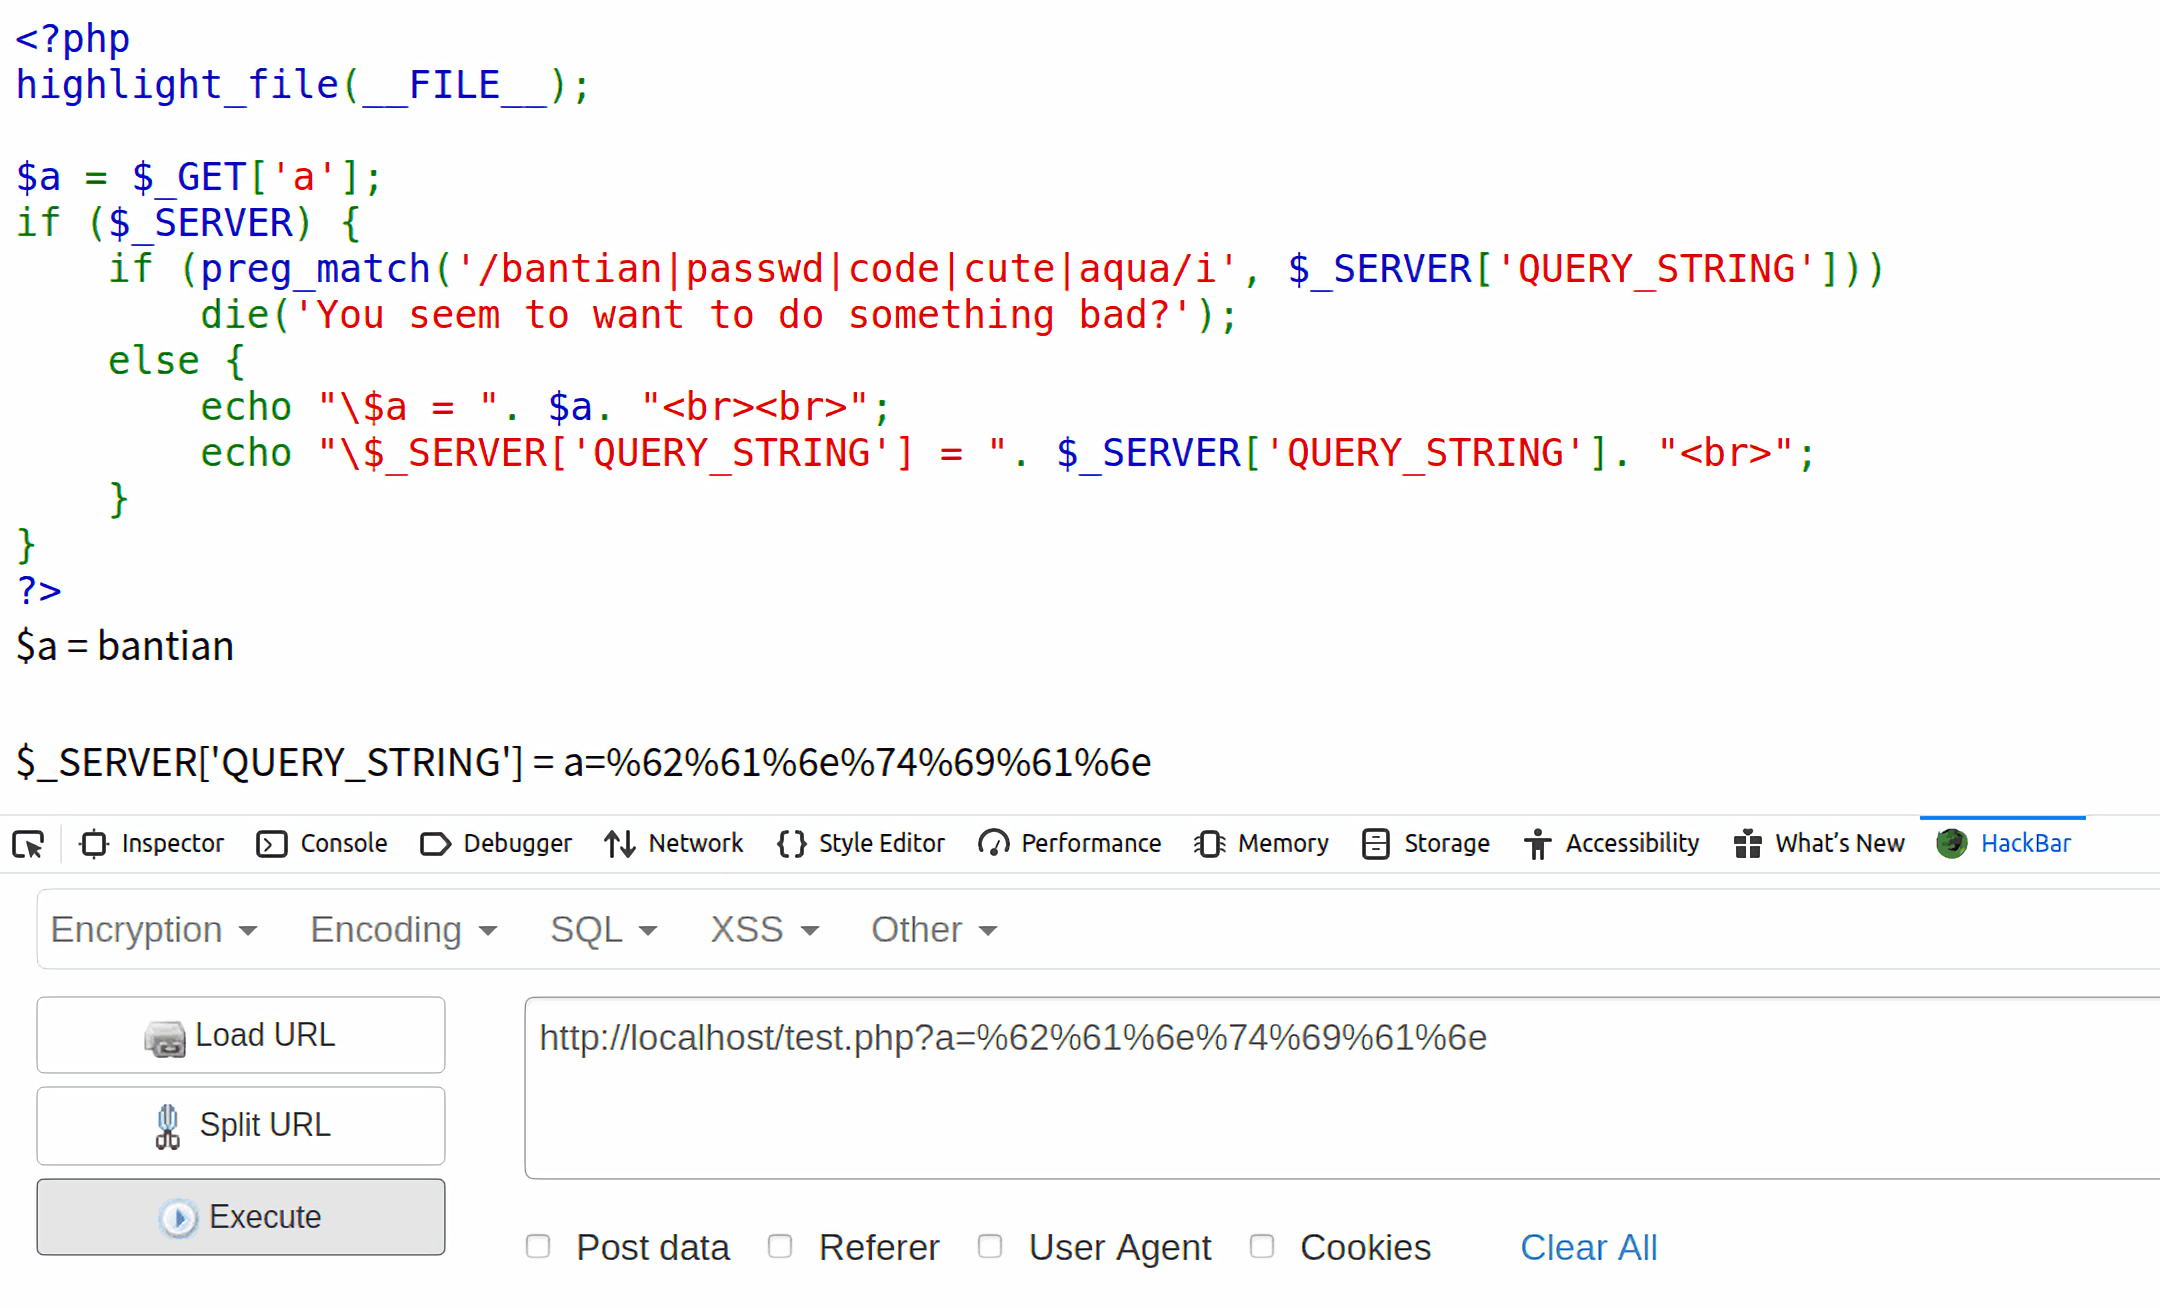 <?php
highlight_file(__FILE__);
$a = $_GET['a'];
if ($_SERVER) {
    if (preg_match('/bantian|passwd|code|cute|aqua/i', $_SERVER['QUERY_STRING']))
        die('You seem to want to do something bad?');
    else {
        echo "\$a = ". $a. "<br><br>";
        echo "\$_SERVER['QUERY_STRING'] = ". $_SERVER['QUERY_STRING']. "<br>";
    }
}
?>
$a = bantian
$_SERVER['QUERY_STRING'] = a=%62%61%6e%74%69%61%6e
Inspector Console Debugger Network Style Editor Performance Memory Storage Accessibility What's New HackBar
Encryption Encoding SQL XSS Other
Load URL
http://localhost/test.php?a=%62%61%6e%74%69%61%6e
Split URL
Execute
Post data Referer User Agent Cookies Clear All